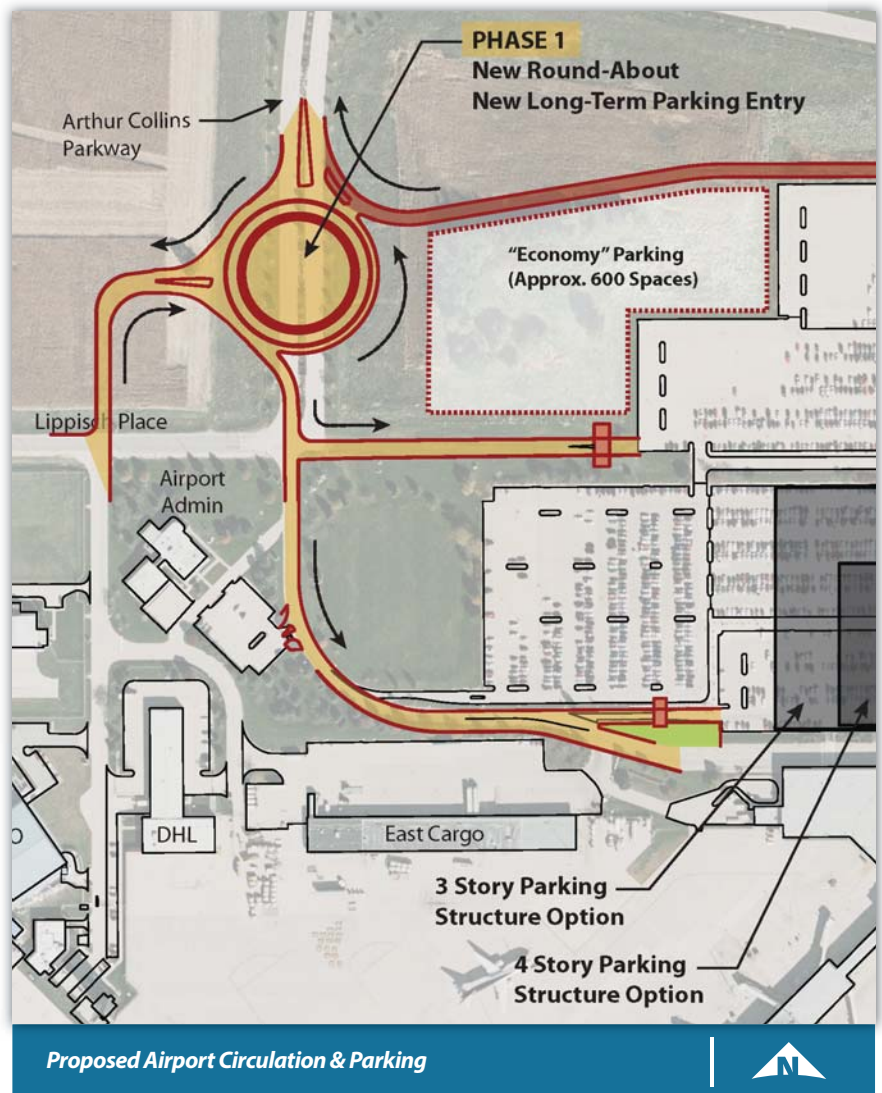 PHASE 1
New Round-About
New Long-Term Parking Entry
Arthur Collins
Parkway
"Economy" Parking
(Approx. 600 Spaces)
Lippisch Place
Airport
Admin
DHL
East Cargo
O
3 Story Parking
Structure Option
4 Story Parking
Structure Option
Proposed Airport Circulation & Parking
N